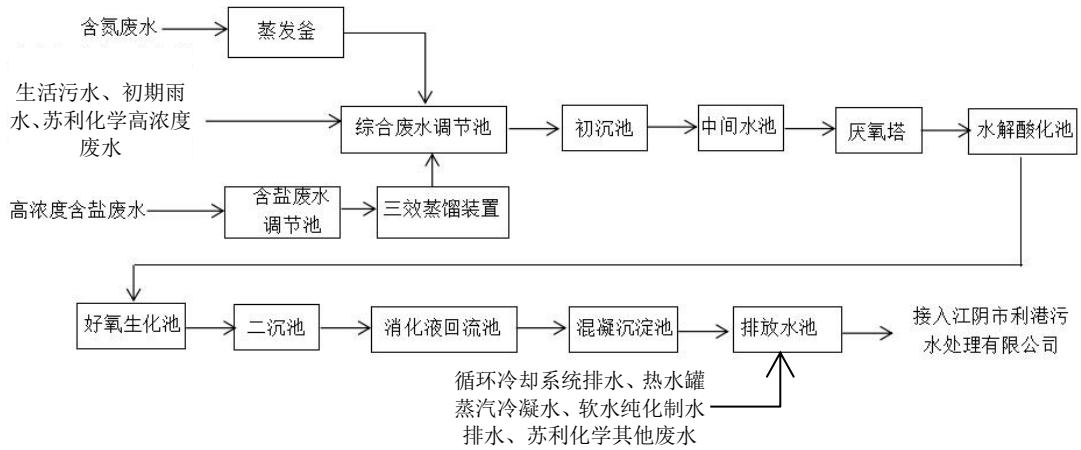 含氮废水
蒸发釜
生活污水、初期雨
水、苏利化学高浓度
废水
综合废水调节池
初沉池
中间水池
厌氧塔
水解酸化池
高浓度含盐废水
含盐废水
调节池
三效蒸馏装置
好氧生化池
二沉池
消化液回流池
混凝沉淀池
排放水池
接入江阴市利港污
水处理有限公司
循环冷却系统排水、热水罐
蒸汽冷凝水、软水纯化制水
排水、苏利化学其他废水